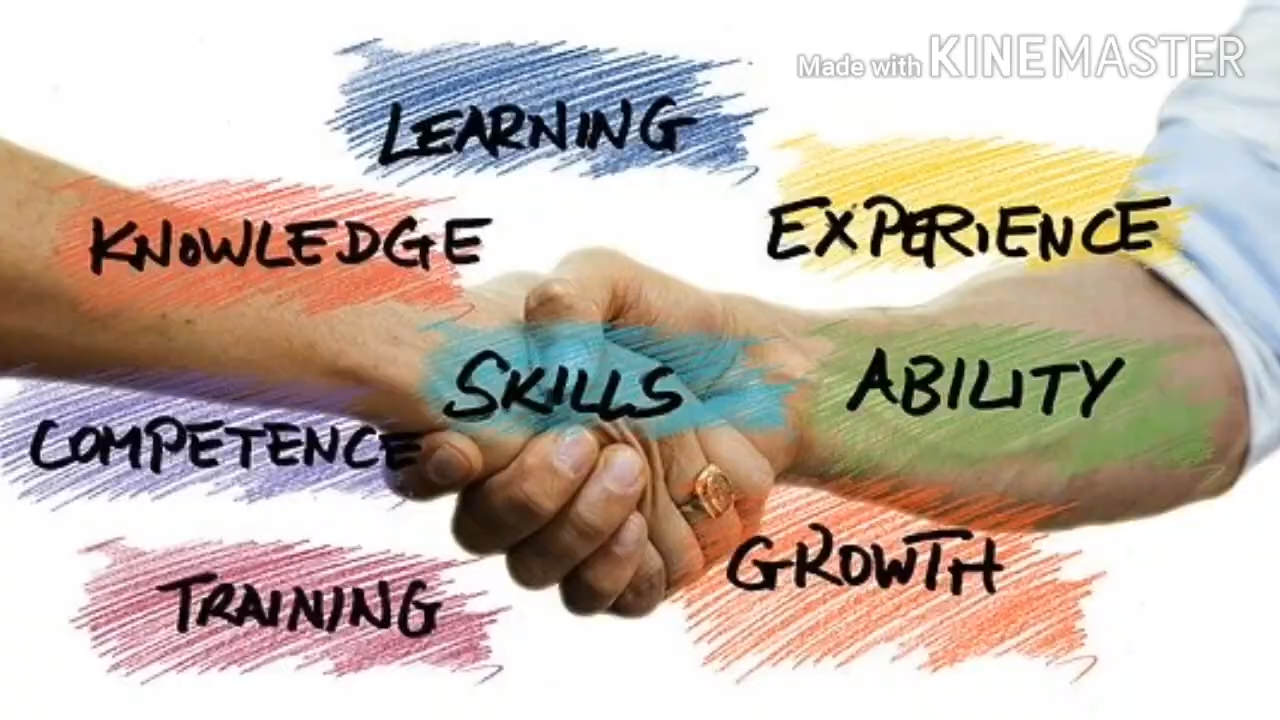 Made with KINEMASTER
LEARNING
KNOWLEDGE
EXPERIENCE
SKILLS
ABILITY
COMPETENCE
GROWTH
TRAINING